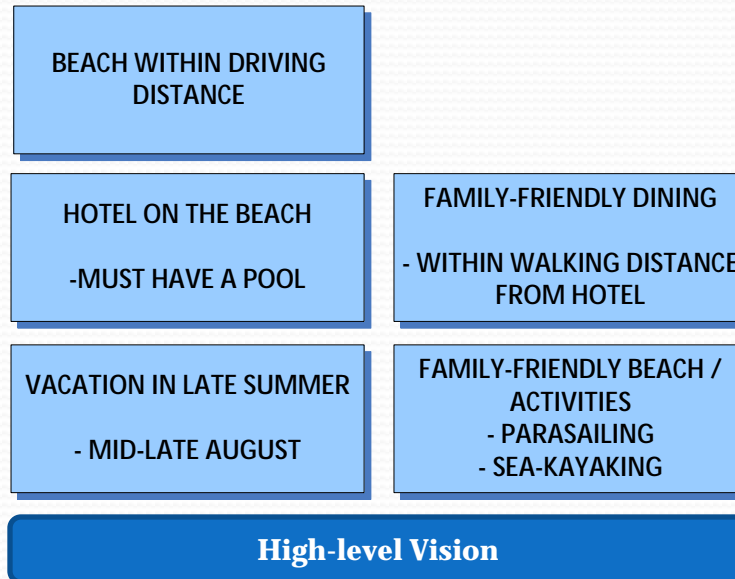 BEACH WITHIN DRIVING
DISTANCE
HOTEL ON THE BEACH
-MUST HAVE A POOL
FAMILY-FRIENDLY DINING
- WITHIN WALKING DISTANCE
FROM HOTEL
VACATION IN LATE SUMMER
- MID-LATE AUGUST
FAMILY-FRIENDLY BEACH /
ACTIVITIES
- PARASAILING
- SEA-KAYAKING
High-level Vision